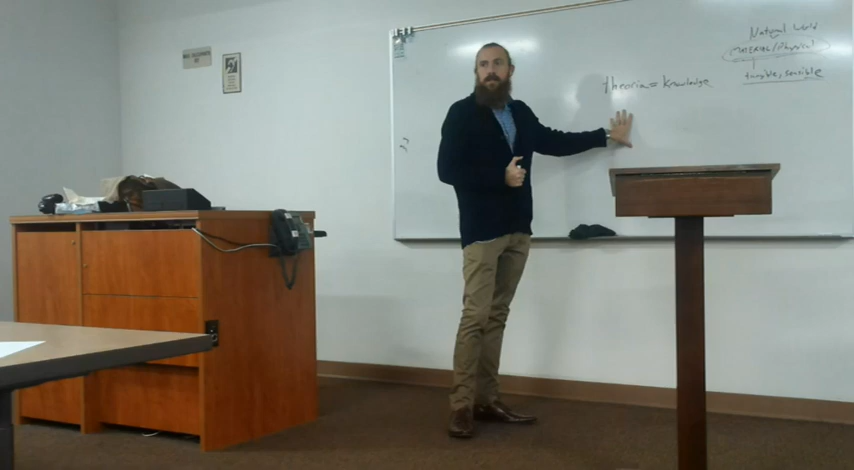 Natural World
MATERIAL/Physical
tangible, sensible
theoria = Knowledge